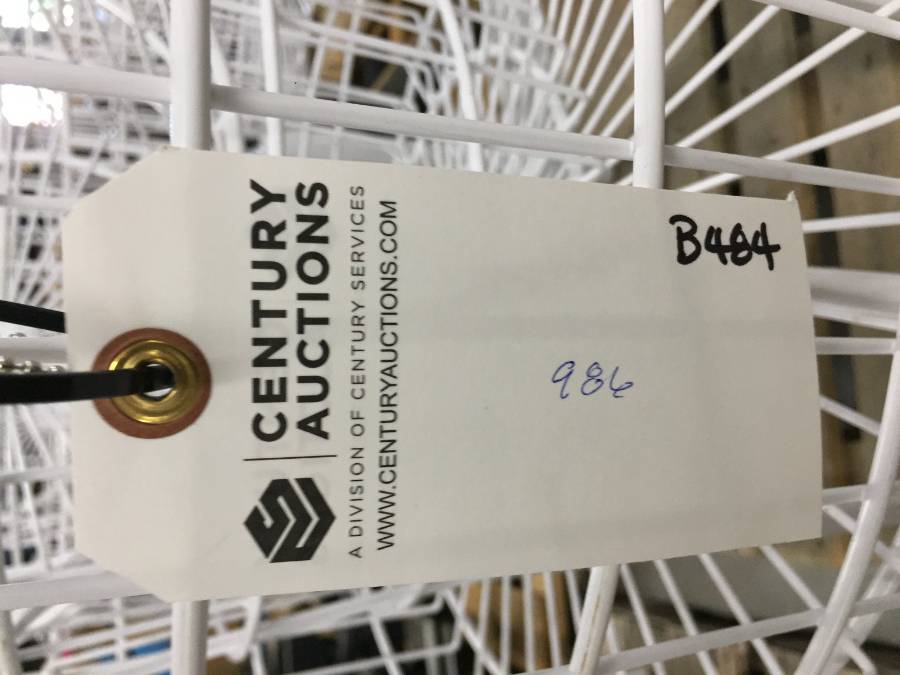 CENTURY
AUCTIONS
A DIVISION OF CENTURY SERVICES
WWW.CENTURYAUCTIONS.COM
B484
986